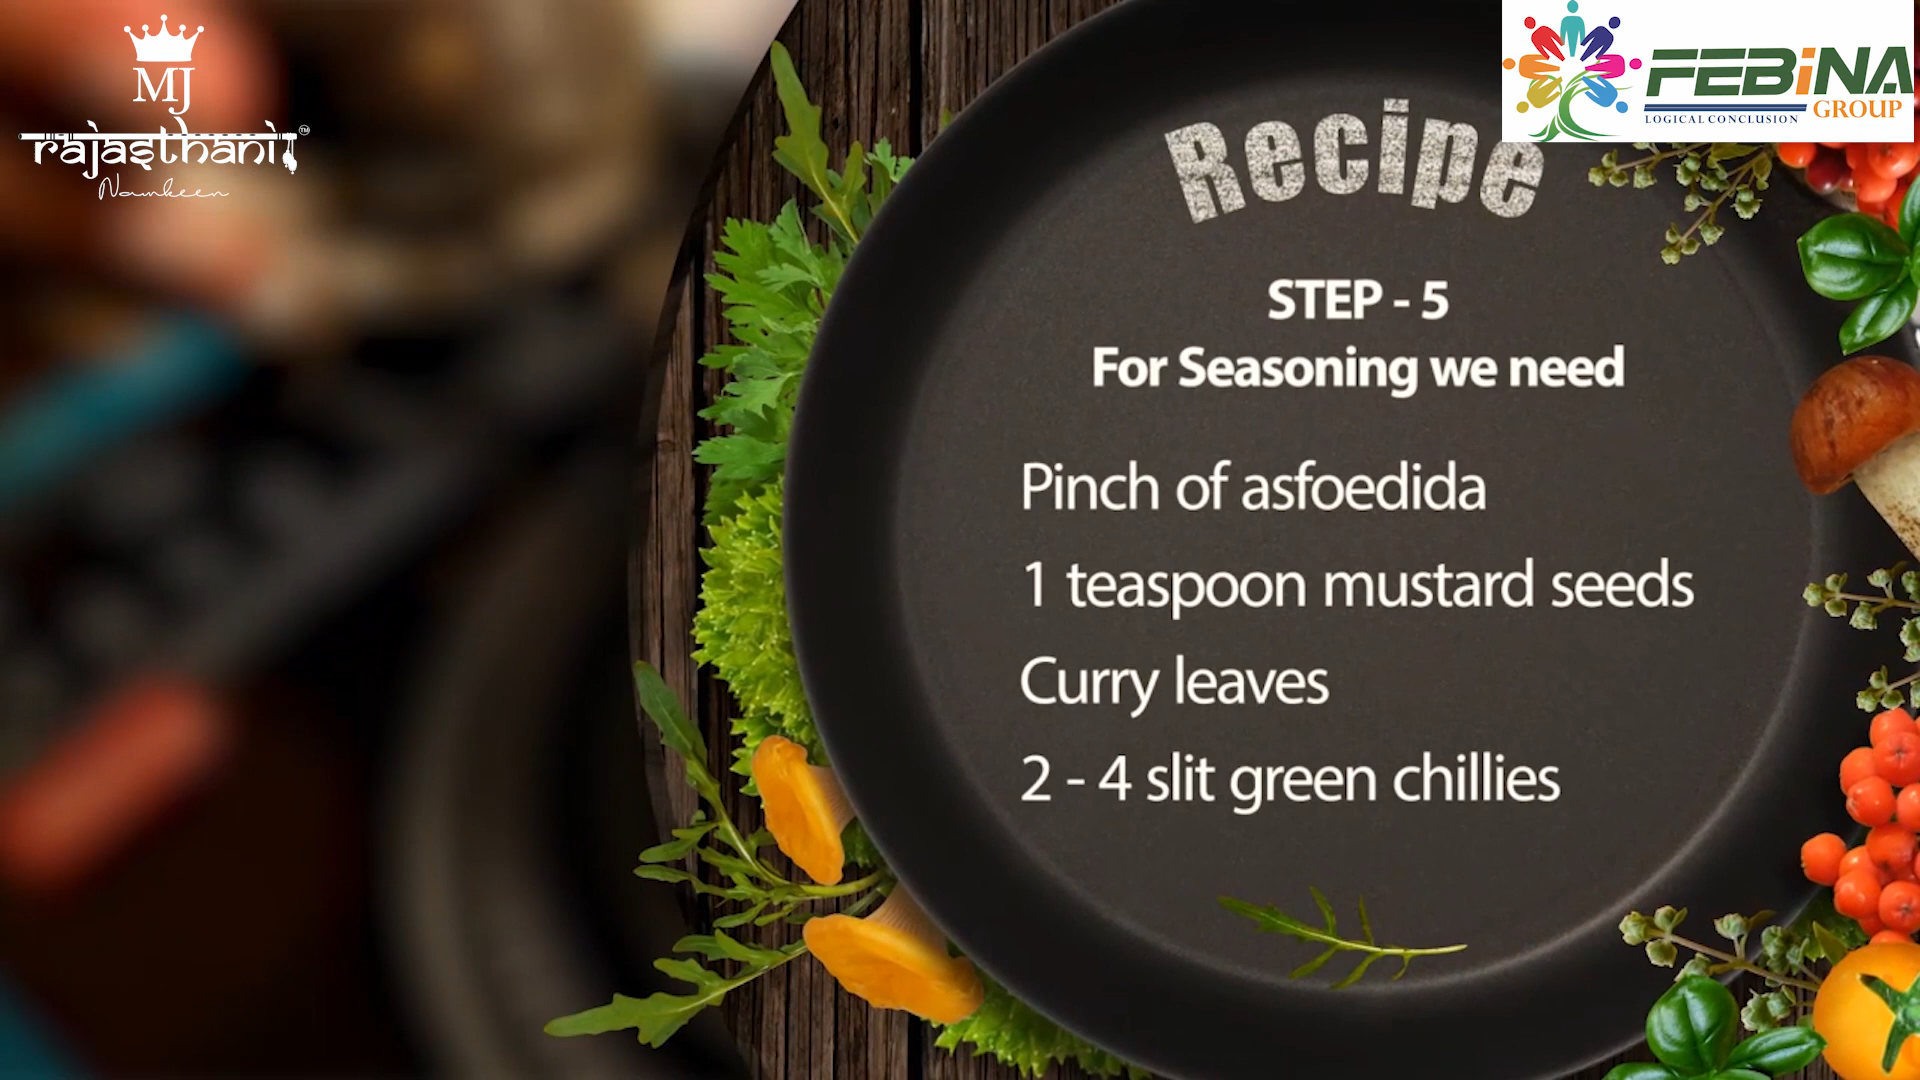 MJ
rajasthani
TM
Namkeen
FEBiNA
LOGICAL CONCLUSION
GROUP
Recipe
STEP - 5
For Seasoning we need
Pinch of asfoedida
1 teaspoon mustard seeds
Curry leaves
2 - 4 slit green chillies